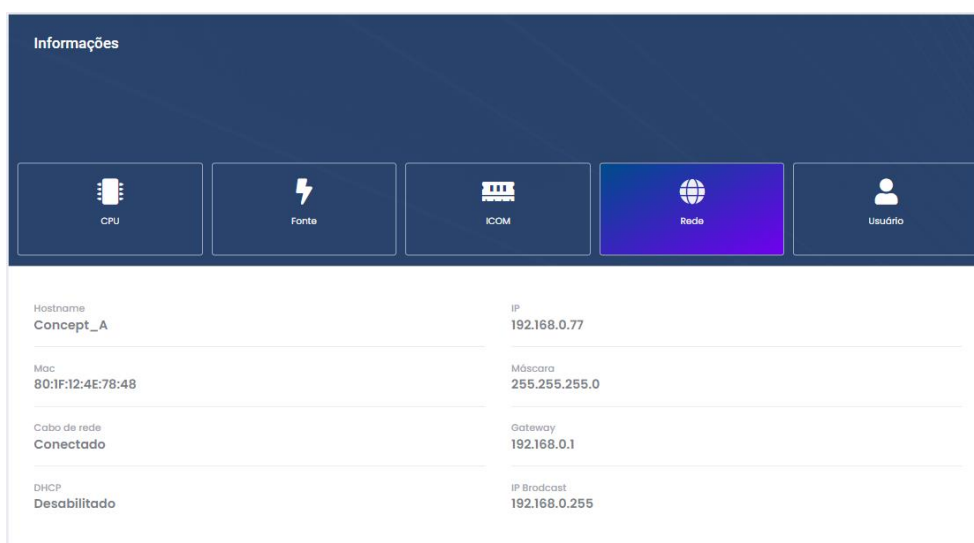 Informações
CPU
Fonte
ICOM
Rede
Usuário
Hostname
Concept_A
IP
192.168.0.77
Mac
80:1F:12:4E:78:48
Máscara
255.255.255.0
Cabo de rede
Conectado
Gateway
192.168.0.1
DHCP
Desabilitado
IP Brodcast
192.168.0.255